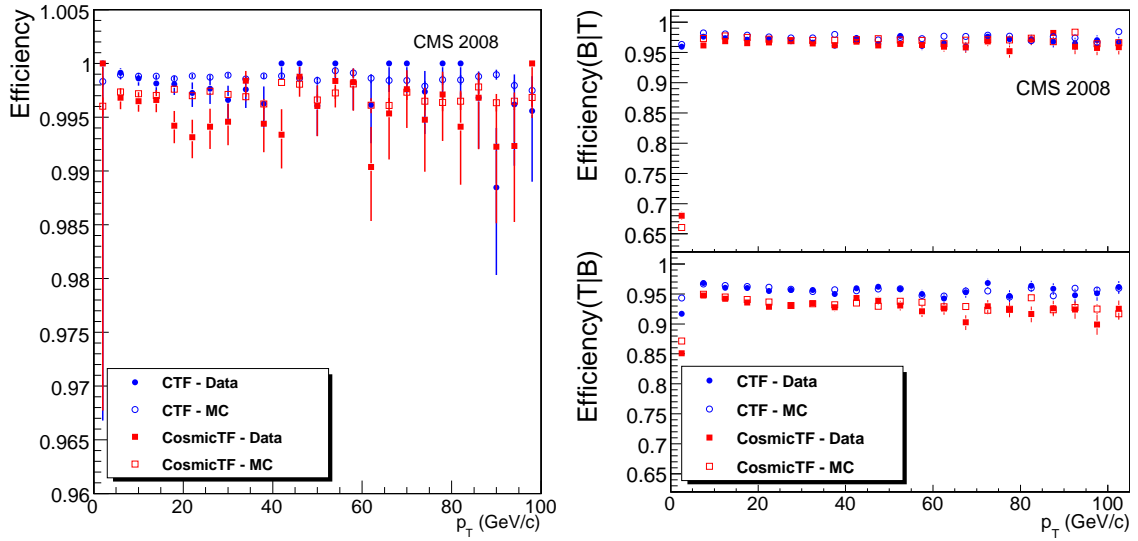 Efficiency
1.005
1
0.995
0.99
0.985
0.98
0.975
0.97
0.965
0.96
CMS 2008
CTF - Data
CTF - MC
CosmicTF - Data
CosmicTF - MC
0 20 40 60 80 100
p_T (GeV/c)
Efficiency(B|T)
1
0.95
0.9
0.85
0.8
0.75
0.7
0.65
CMS 2008
Efficiency(T|B)
1
0.95
0.9
0.85
0.8
0.75
0.7
0.65
CTF - Data
CTF - MC
CosmicTF - Data
CosmicTF - MC
0 20 40 60 80 100
p_T (GeV/c)